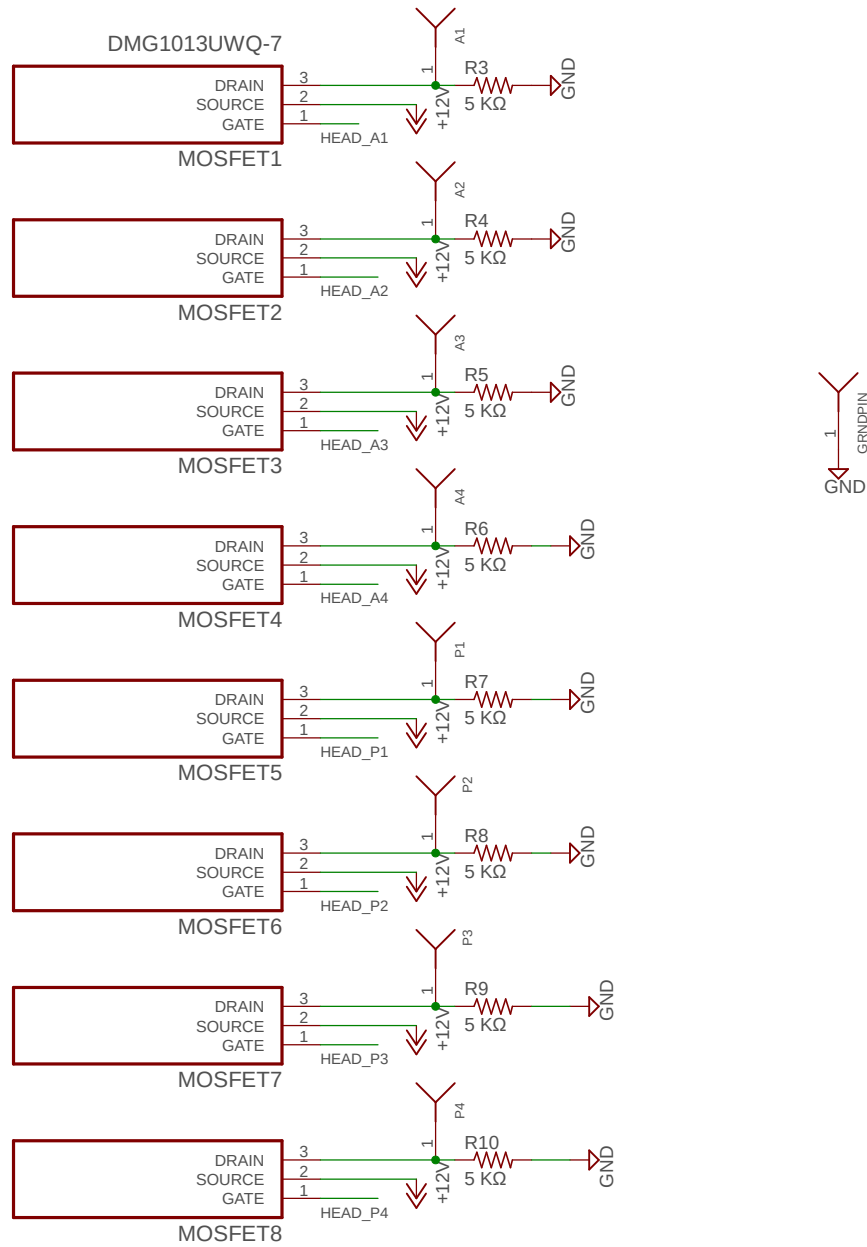 DMG1013UWQ-7
A1
1
R3
5 KΩ
GND
DRAIN 3
SOURCE 2
GATE 1
+12V
HEAD_A1
MOSFET1
A2
1
R4
5 KΩ
GND
DRAIN 3
SOURCE 2
GATE 1
+12V
HEAD_A2
MOSFET2
A3
1
R5
5 KΩ
GND
DRAIN 3
SOURCE 2
GATE 1
+12V
HEAD_A3
MOSFET3
1
GRNDPIN
GND
A4
1
R6
5 KΩ
GND
DRAIN 3
SOURCE 2
GATE 1
+12V
HEAD_A4
MOSFET4
P1
1
R7
5 KΩ
GND
DRAIN 3
SOURCE 2
GATE 1
+12V
HEAD_P1
MOSFET5
P2
1
R8
5 KΩ
GND
DRAIN 3
SOURCE 2
GATE 1
+12V
HEAD_P2
MOSFET6
P3
1
R9
5 KΩ
GND
DRAIN 3
SOURCE 2
GATE 1
+12V
HEAD_P3
MOSFET7
P4
1
R10
5 KΩ
GND
DRAIN 3
SOURCE 2
GATE 1
+12V
HEAD_P4
MOSFET8